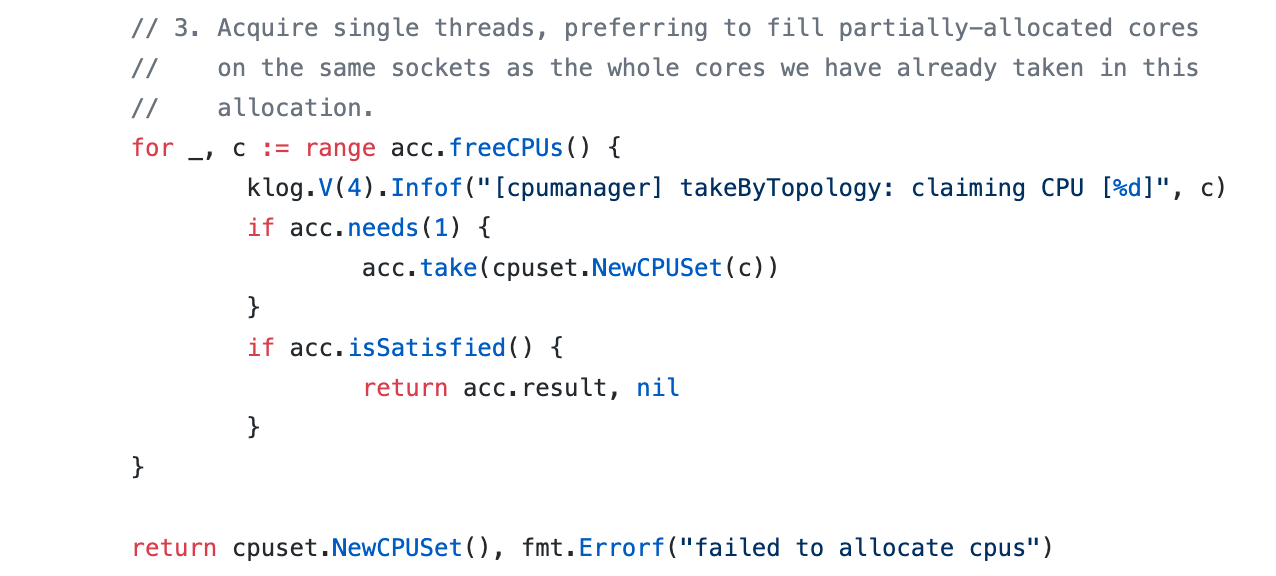 // 3. Acquire single threads, preferring to fill partially-allocated cores
//    on the same sockets as the whole cores we have already taken in this
//    allocation.
for _, c := range acc.freeCPUs() {
        klog.V(4).Infof("[cpumanager] takeByTopology: claiming CPU [%d]", c)
        if acc.needs(1) {
                acc.take(cpuset.NewCPUSet(c))
        }
        if acc.isSatisfied() {
                return acc.result, nil
        }
}

return cpuset.NewCPUSet(), fmt.Errorf("failed to allocate cpus")